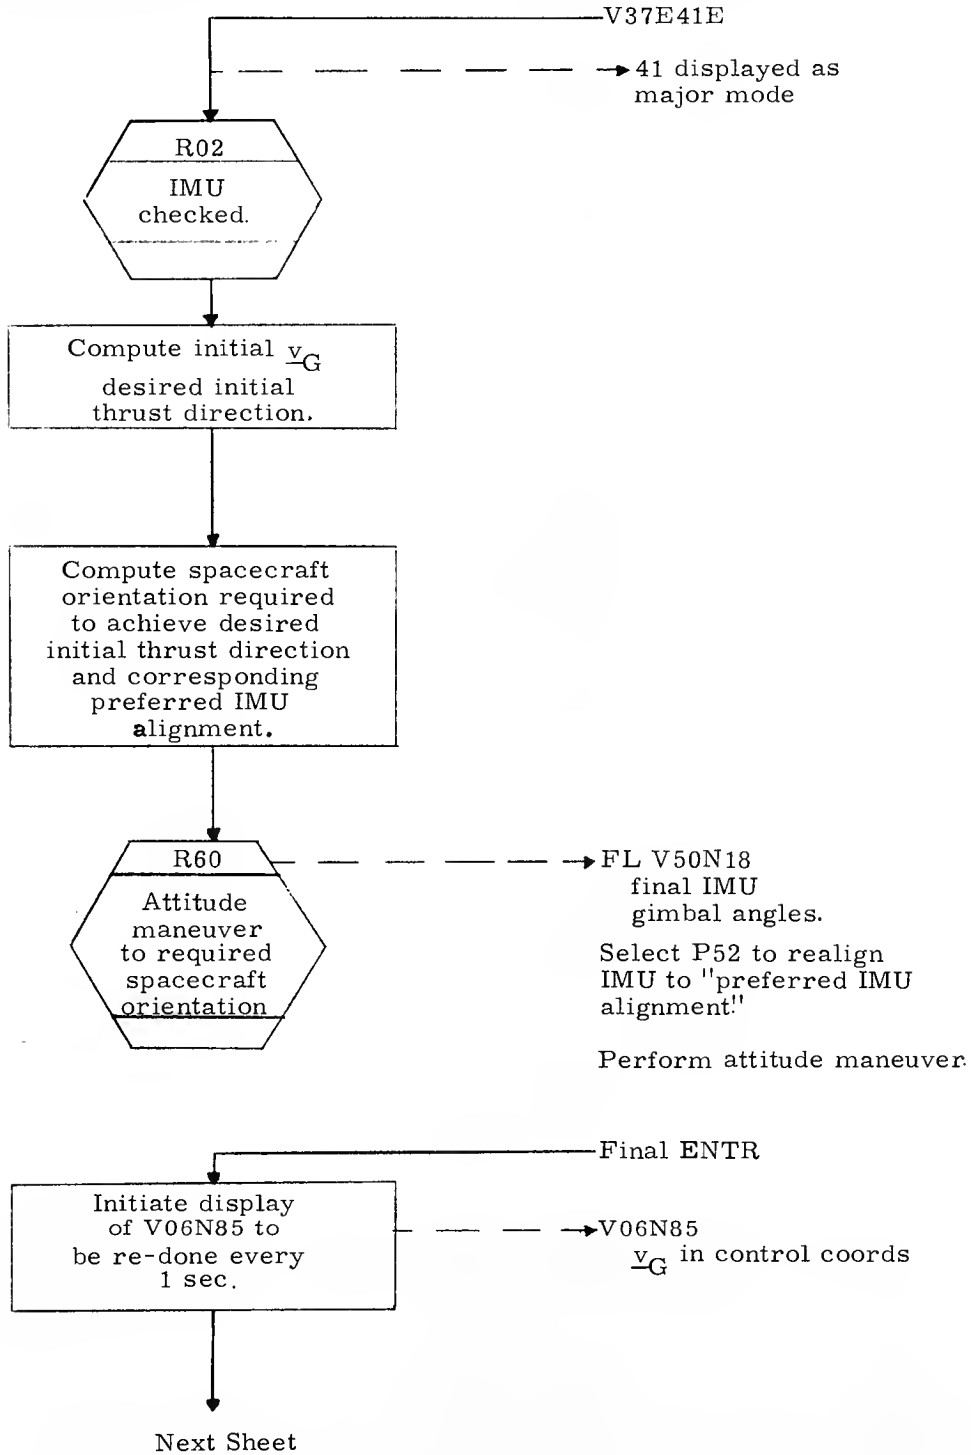 V37E41E
41 displayed as
major mode
R02
IMU
checked.
Compute initial v_G
desired initial
thrust direction.
Compute spacecraft
orientation required
to achieve desired
initial thrust direction
and corresponding
preferred IMU
alignment.
R60
Attitude
maneuver
to required
spacecraft
orientation
FL V50N18
final IMU
gimbal angles.
Select P52 to realign
IMU to "preferred IMU
alignment!"
Perform attitude maneuver.
Final ENTR
Initiate display
of V06N85 to
be re-done every
1 sec.
V06N85
v_G in control coords
Next Sheet